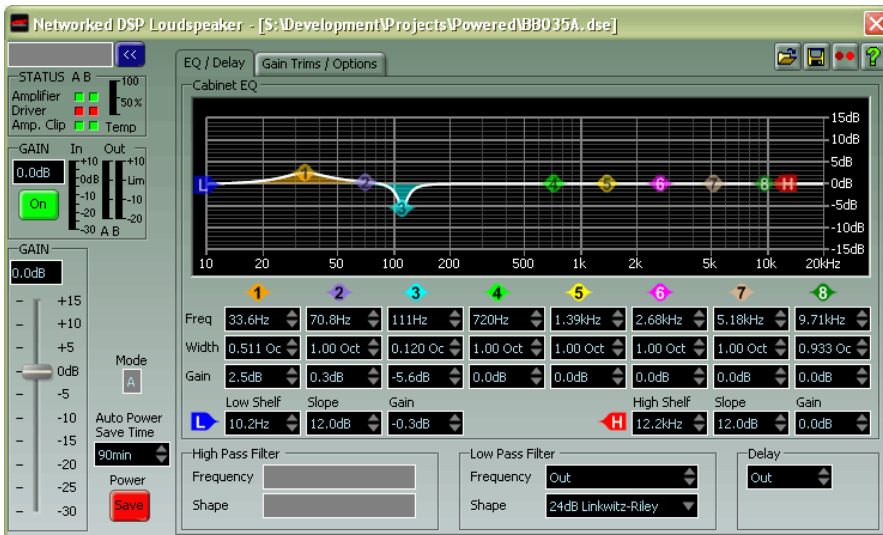 Networked DSP Loudspeaker - [S:\Development\Projects\Powered\BB035A.dse]
<<
EQ / Delay
Gain Trims / Options
?
STATUS A B
Amplifier
Driver
Amp. Clip
100
50%
Temp
GAIN
In
Out
0.0dB
On
+10
0dB
-10
-20
-30
A B
+10
Lim
-10
-20
GAIN
0.0dB
+15
+10
+5
0dB
-5
-10
-15
-20
-25
-30
Mode
A
Auto Power
Save Time
90min
Power
Save
Cabinet EQ
15dB
10dB
5dB
0dB
-5dB
-10dB
-15dB
L 1 2 3 4 5 6 7 8 H
10 20 50 100 200 500 1k 2k 5k 10k 20kHz
1 2 3 4 5 6 7 8
Freq 33.6Hz 70.8Hz 111Hz 720Hz 1.39kHz 2.68kHz 5.18kHz 9.71kHz
Width 0.511 Oc 1.00 Oct 0.120 Oc 1.00 Oct 1.00 Oct 1.00 Oct 1.00 Oct 0.933 Oc
Gain 2.5dB 0.3dB -5.6dB 0.0dB 0.0dB 0.0dB 0.0dB 0.0dB
Low Shelf Slope Gain High Shelf Slope Gain
L 10.2Hz 12.0dB -0.3dB H 12.2kHz 12.0dB 0.0dB
High Pass Filter
Frequency
Shape
Low Pass Filter
Frequency Out
Shape 24dB Linkwitz-Riley
Delay
Out